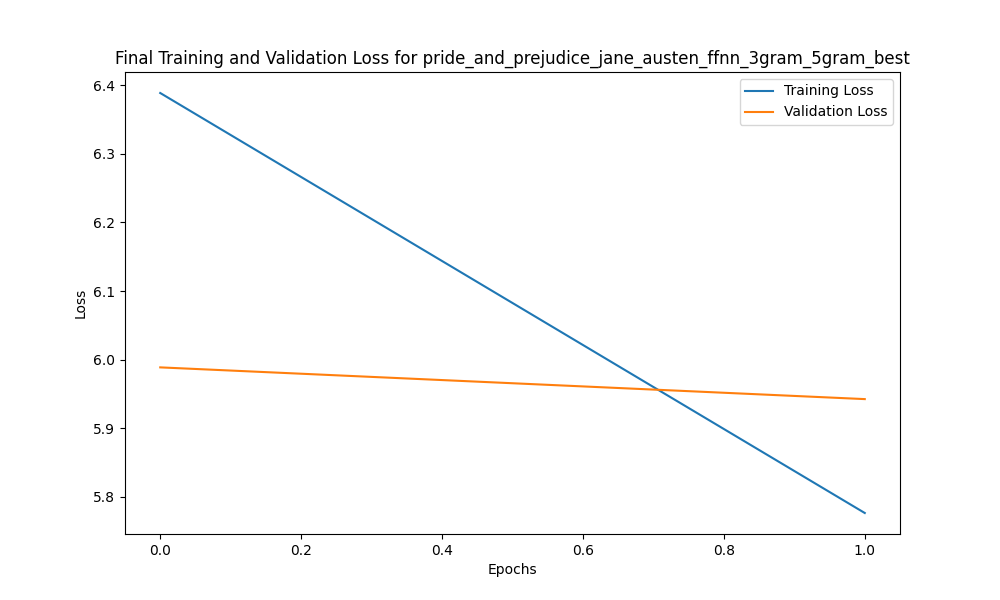 Final Training and Validation Loss for pride_and_prejudice_jane_austen_ffnn_3gram_5gram_best
Training Loss
Validation Loss
6.4
6.3
6.2
6.1
6.0
5.9
5.8
Loss
0.0 0.2 0.4 0.6 0.8 1.0
Epochs